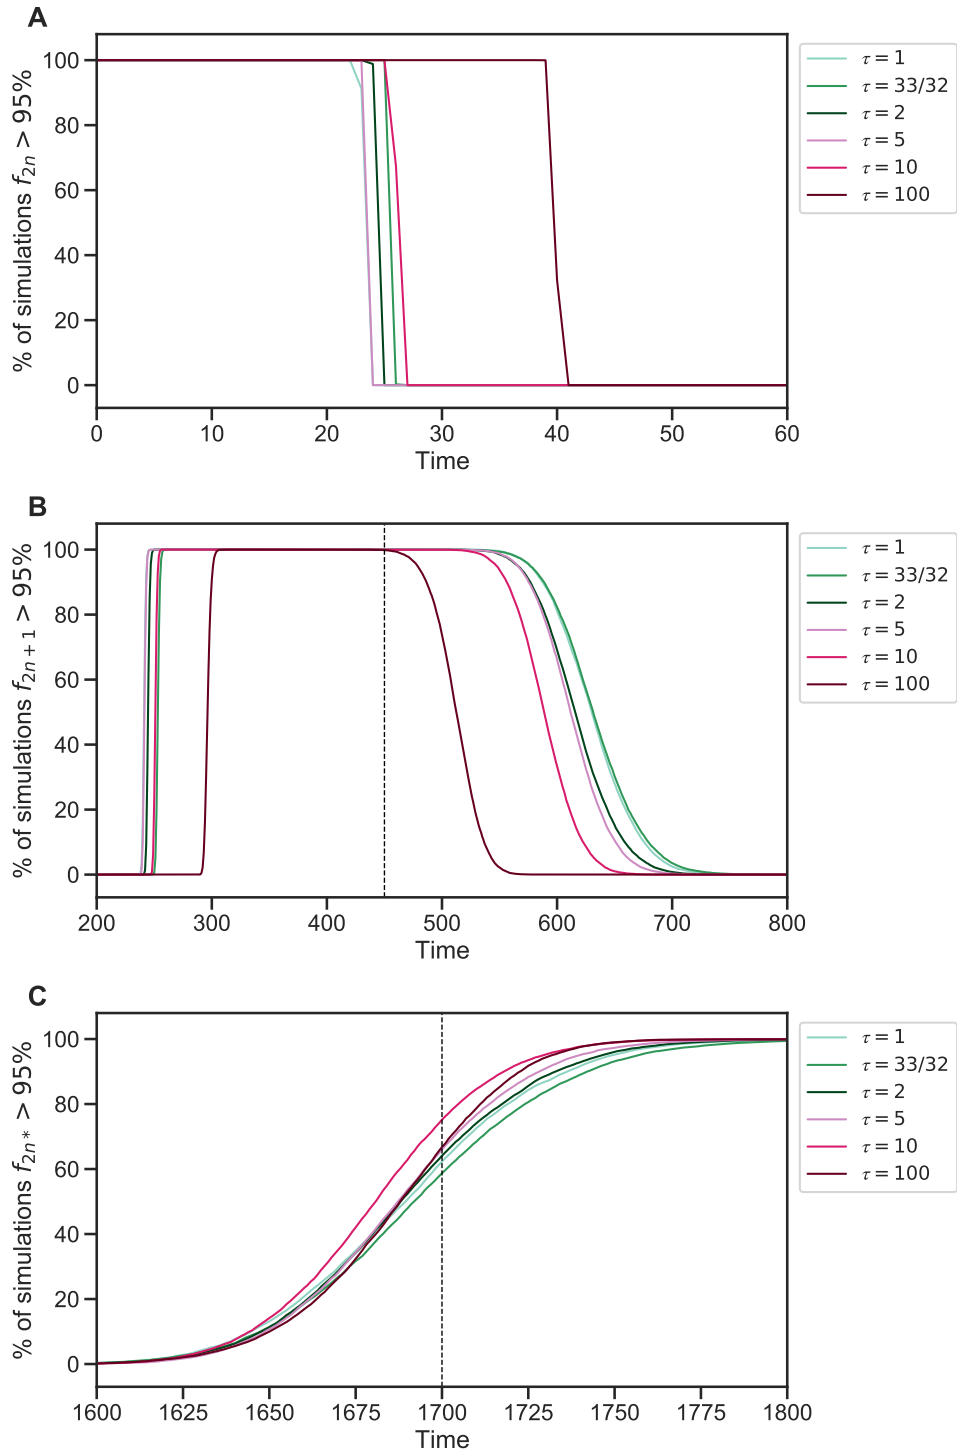 A
% of simulations f2n > 95%
100
80
60
40
20
0
0 10 20 30 40 50 60
Time
τ = 1
τ = 33/32
τ = 2
τ = 5
τ = 10
τ = 100
B
% of simulations f2n + 1 > 95%
100
80
60
40
20
0
200 300 400 500 600 700 800
Time
τ = 1
τ = 33/32
τ = 2
τ = 5
τ = 10
τ = 100
C
% of simulations f2n* > 95%
100
80
60
40
20
0
1600 1625 1650 1675 1700 1725 1750 1775 1800
Time
τ = 1
τ = 33/32
τ = 2
τ = 5
τ = 10
τ = 100